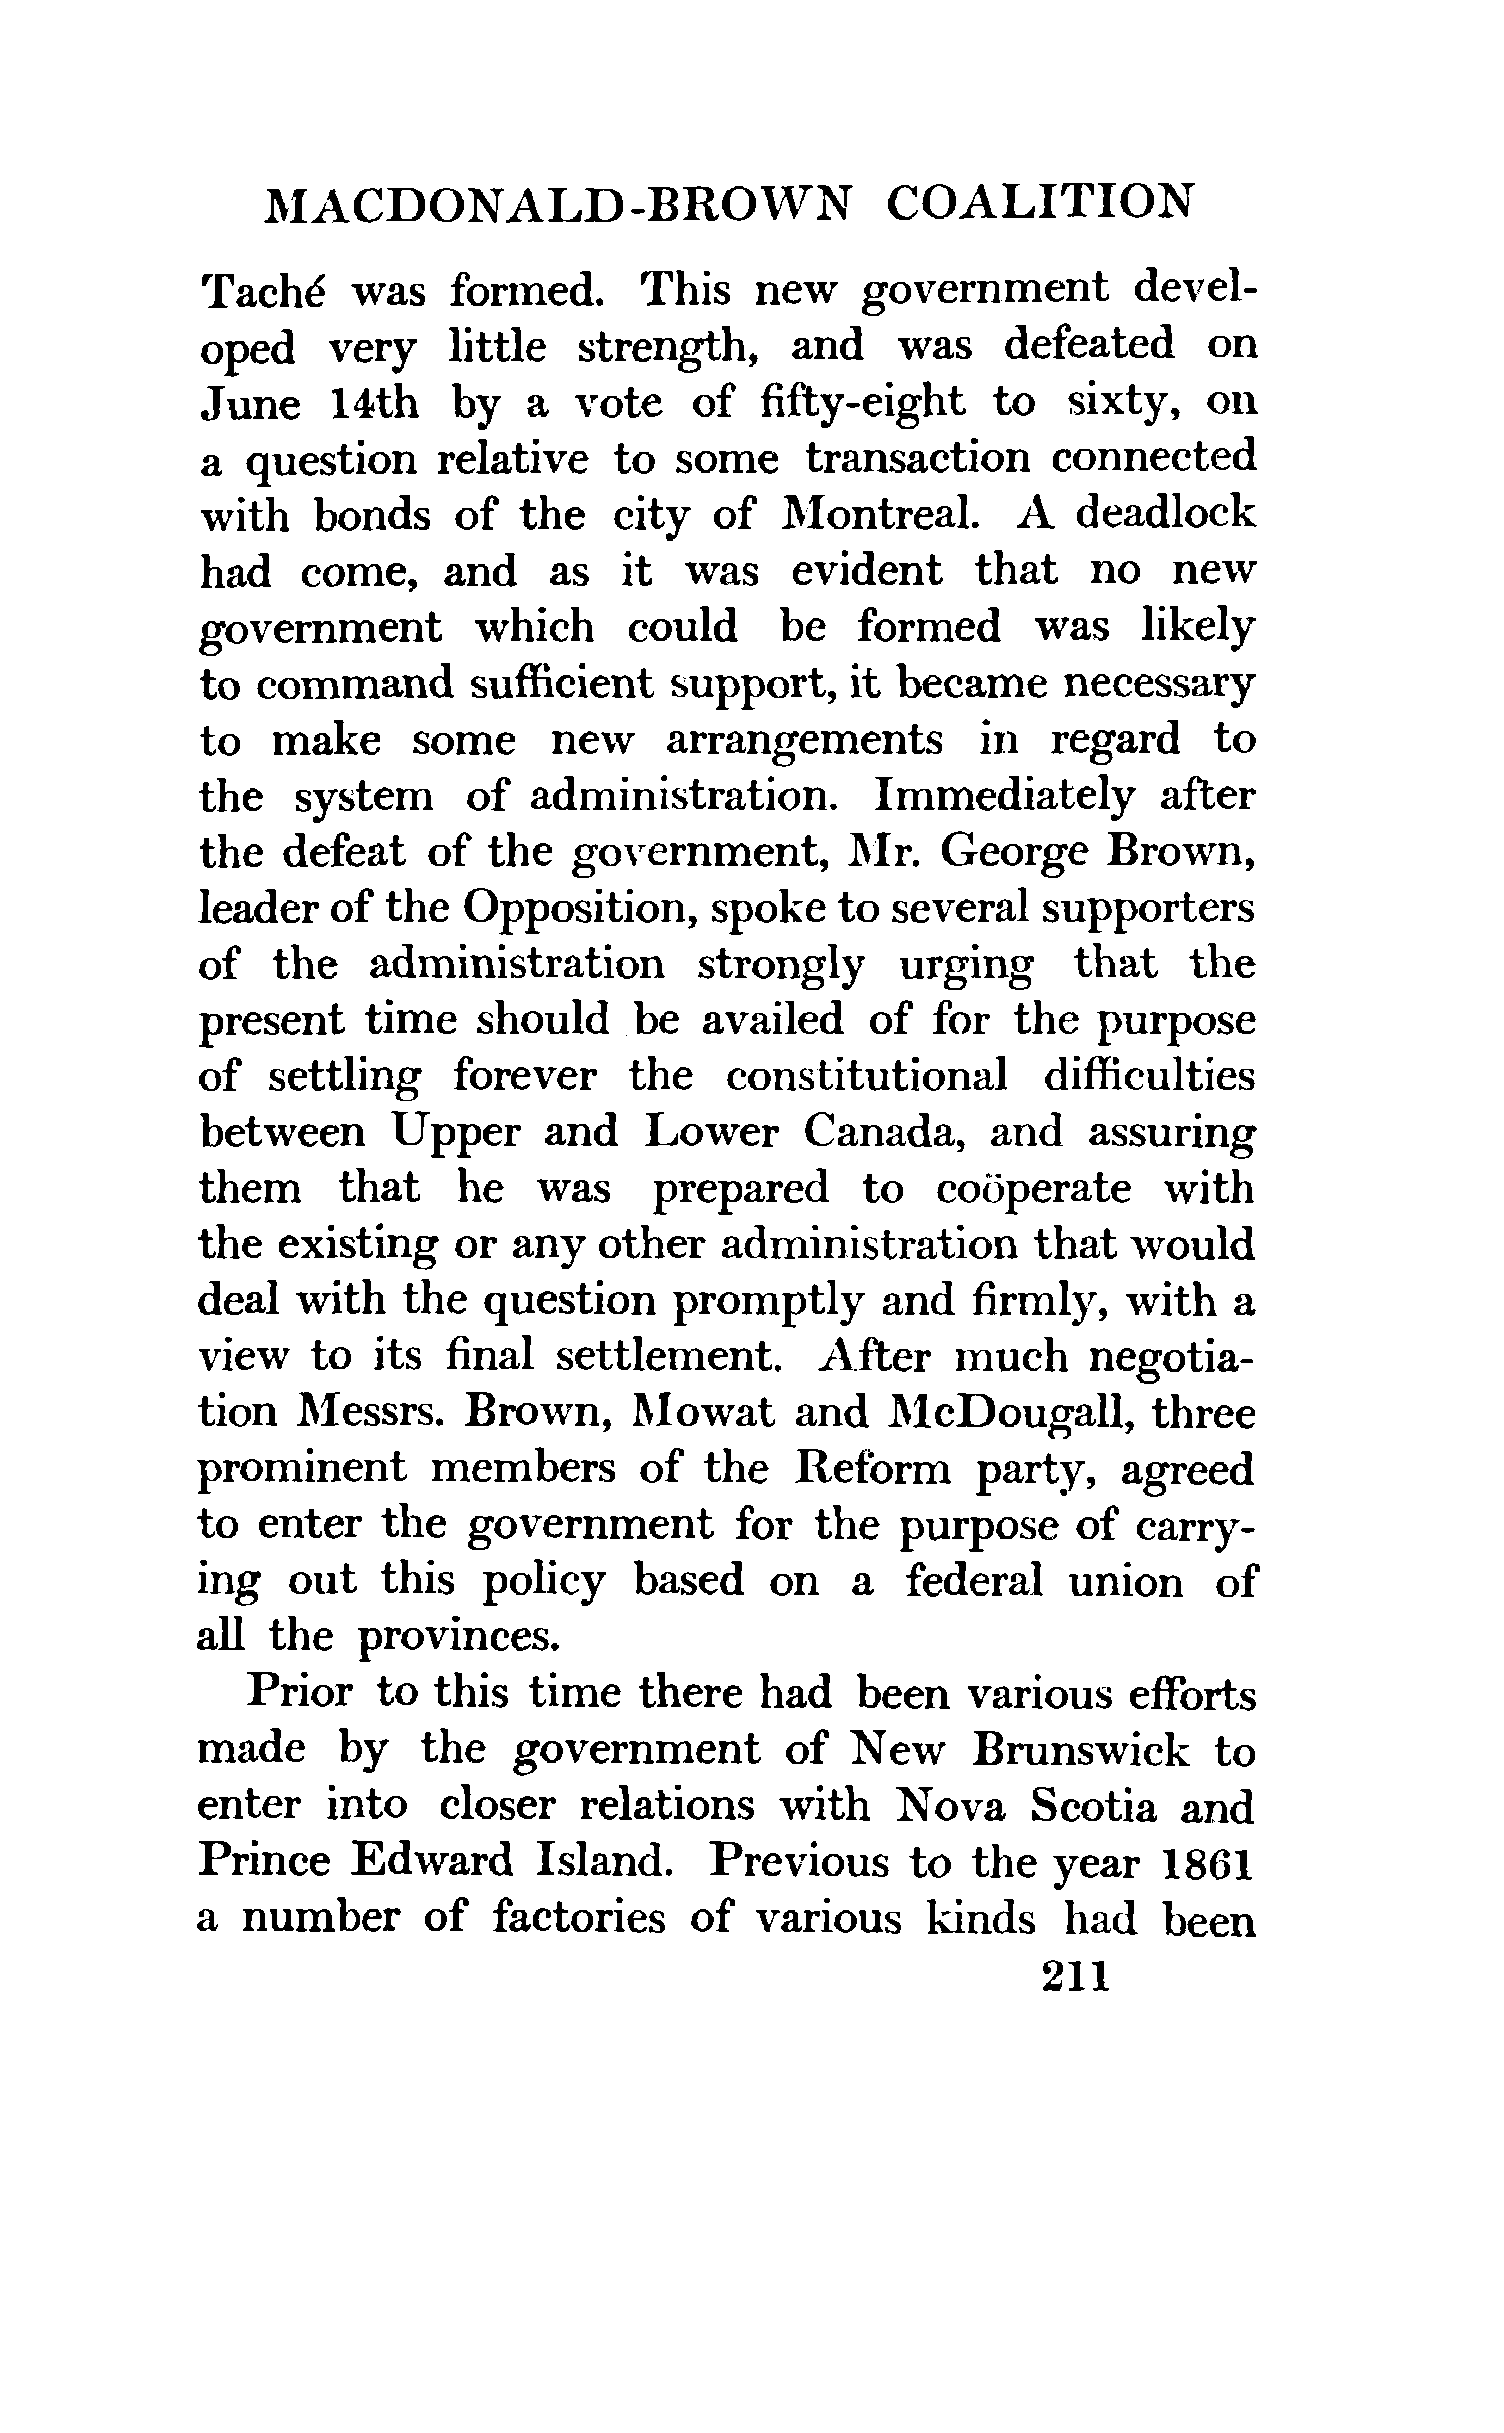 MACDONALD-BROWN COALITION
Taché was formed. This new government devel-
oped very little strength, and was defeated on
June 14th by a vote of fifty-eight to sixty, on
a question relative to some transaction connected
with bonds of the city of Montreal. A deadlock
had come, and as it was evident that no new
government which could be formed was likely
to command sufficient support, it became necessary
to make some new arrangements in regard to
the system of administration. Immediately after
the defeat of the government, Mr. George Brown,
leader of the Opposition, spoke to several supporters
of the administration strongly urging that the
present time should be availed of for the purpose
of settling forever the constitutional difficulties
between Upper and Lower Canada, and assuring
them that he was prepared to coöperate with
the existing or any other administration that would
deal with the question promptly and firmly, with a
view to its final settlement. After much negotia-
tion Messrs. Brown, Mowat and McDougall, three
prominent members of the Reform party, agreed
to enter the government for the purpose of carry-
ing out this policy based on a federal union of
all the provinces.
Prior to this time there had been various efforts
made by the government of New Brunswick to
enter into closer relations with Nova Scotia and
Prince Edward Island. Previous to the year 1861
a number of factories of various kinds had been
211